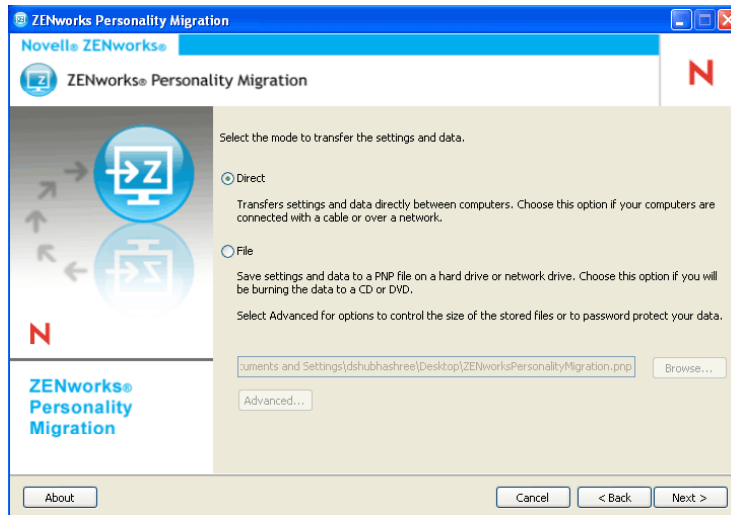 ZENworks Personality Migration
Novell® ZENworks®
ZENworks® Personality Migration
N
Select the mode to transfer the settings and data.
Direct
Transfers settings and data directly between computers. Choose this option if your computers are
connected with a cable or over a network.
File
Save settings and data to a PNP file on a hard drive or network drive. Choose this option if you will
be burning the data to a CD or DVD.
Select Advanced for options to control the size of the stored files or to password protect your data.
:uments and Settings\dshubhashree\Desktop\ZENworksPersonalityMigration.pnp
Browse...
Advanced...
Z
N
ZENworks®
Personality
Migration
About
Cancel
< Back
Next >